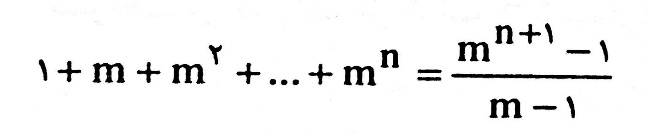 ۱ + m + m^۲ + ... + m^n = (m^{n+۱} - ۱) / (m - ۱)